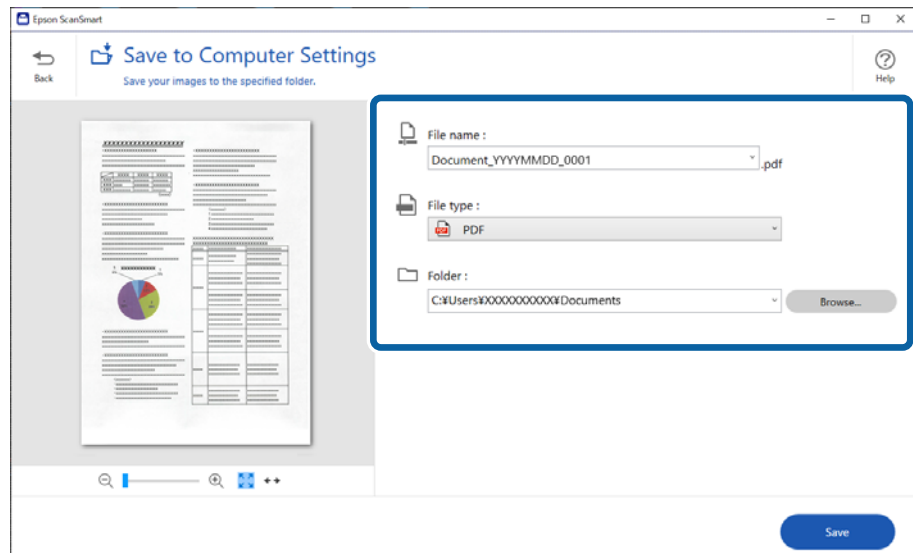 Epson ScanSmart
Back
Save to Computer Settings
Save your images to the specified folder.
Help
File name :
Document_YYYYMMDD_0001
.pdf
File type :
PDF
Folder :
C:¥Users¥XXXXXXXXXX¥Documents
Browse...
Save